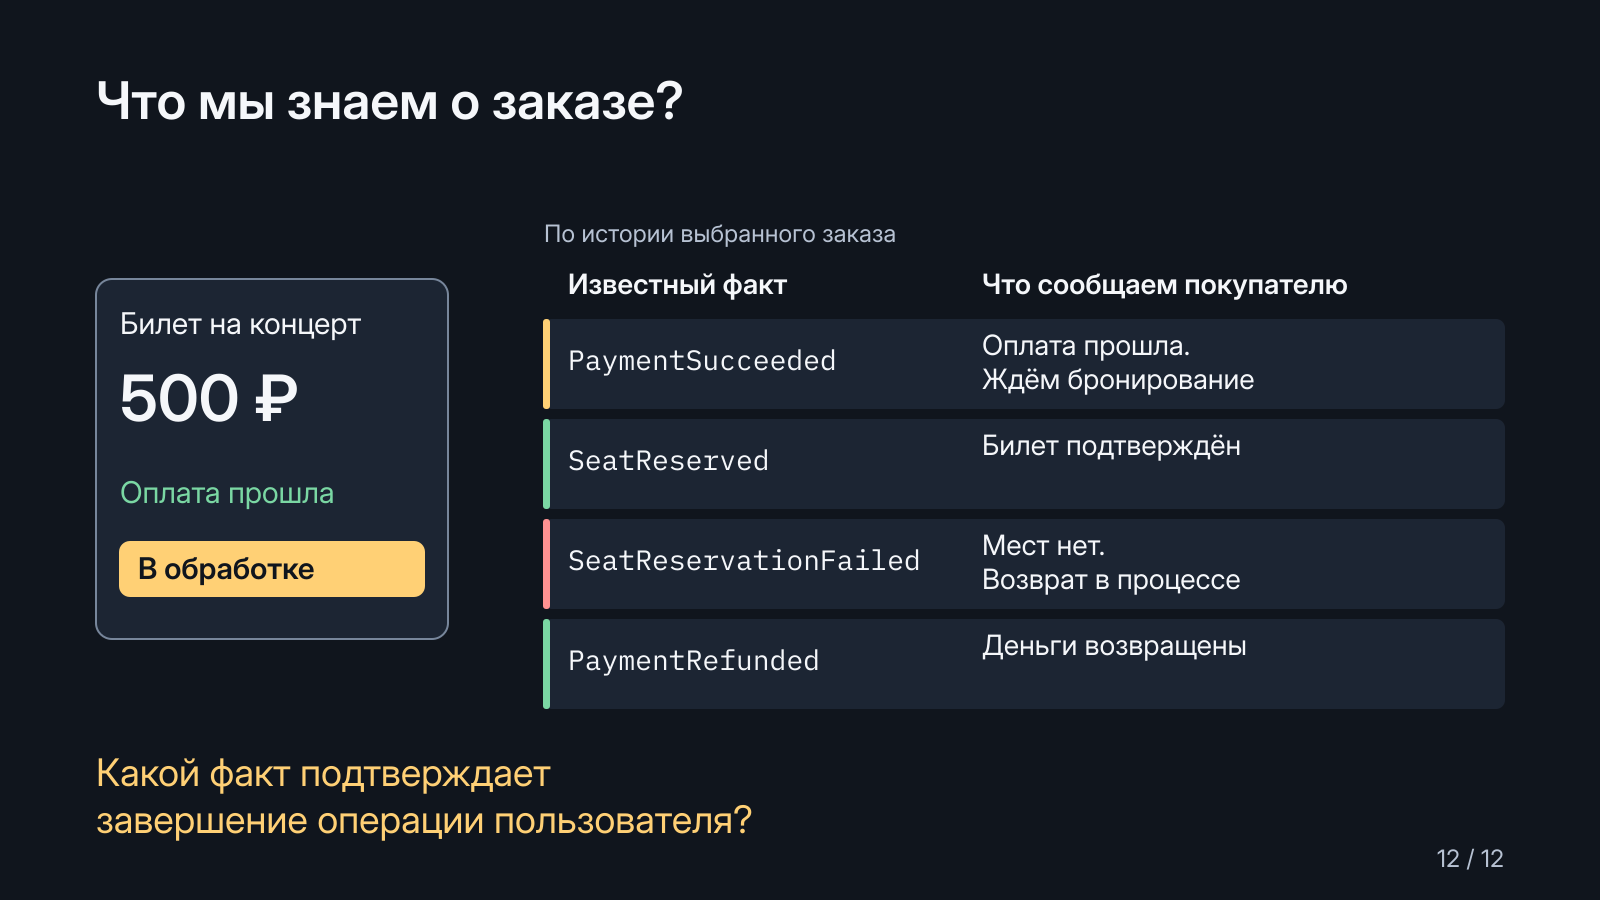 Что мы знаем о заказе?
Билет на концерт
500 ₽
Оплата прошла
В обработке
По истории выбранного заказа
Известный факт
Что сообщаем покупателю
PaymentSucceeded
Оплата прошла.
Ждём бронирование
SeatReserved
Билет подтверждён
SeatReservationFailed
Мест нет.
Возврат в процессе
PaymentRefunded
Деньги возвращены
Какой факт подтверждает
завершение операции пользователя?
12 / 12